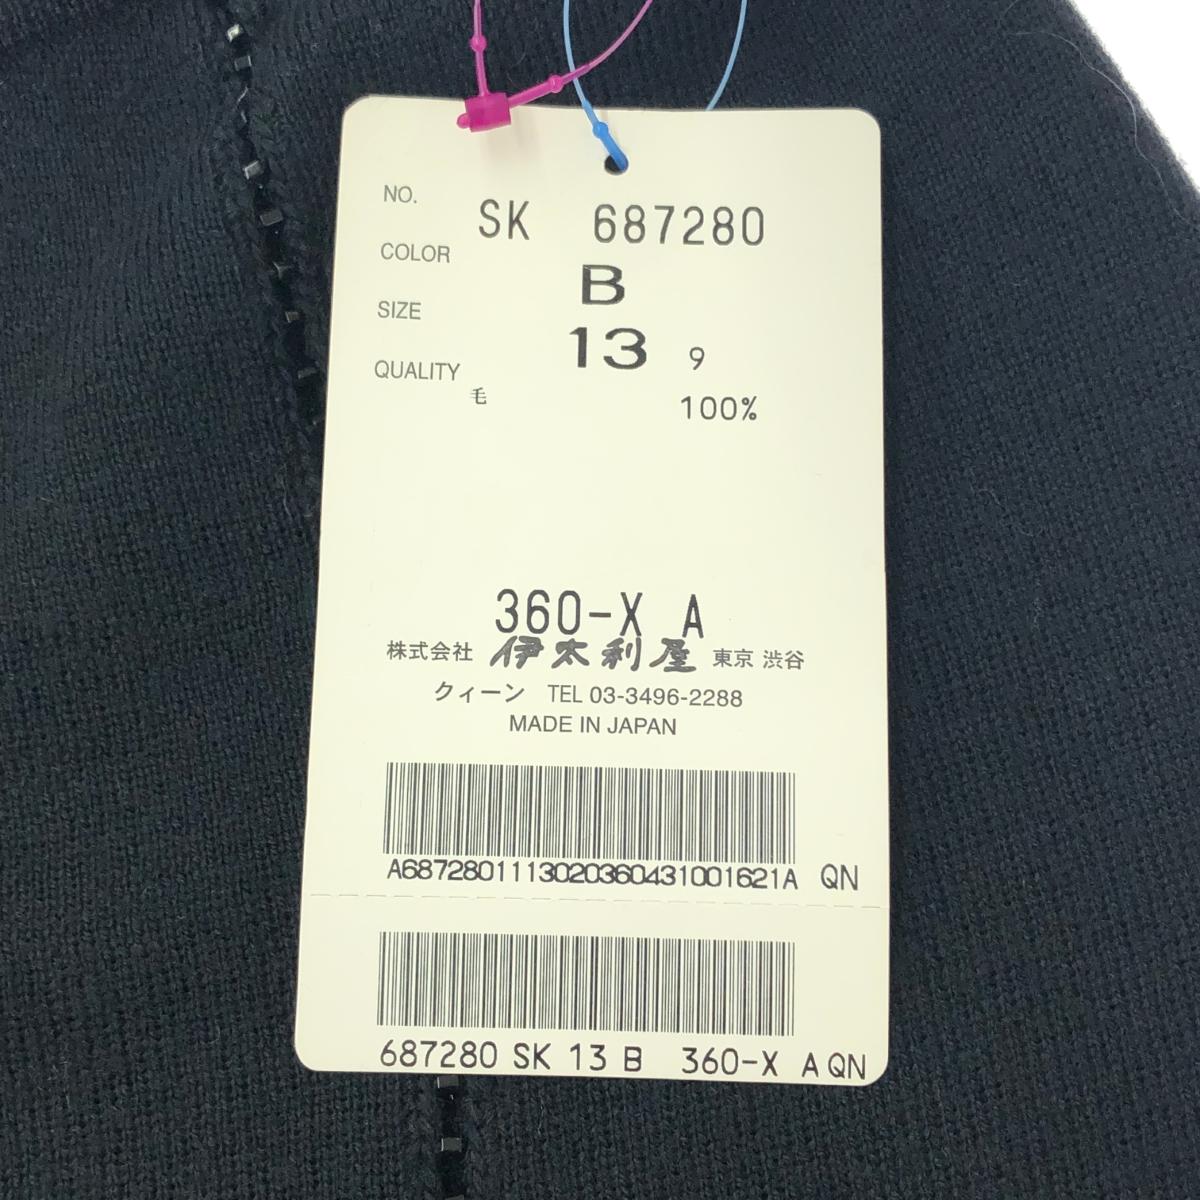 NO. SK 687280
COLOR B
SIZE 13 9
QUALITY
毛 100%
360-X A
株式会社 伊太利屋 東京 渋谷
クィーン TEL 03-3496-2288
MADE IN JAPAN
A6872801113020360431001621A QN
687280 SK 13 B 360-X A QN